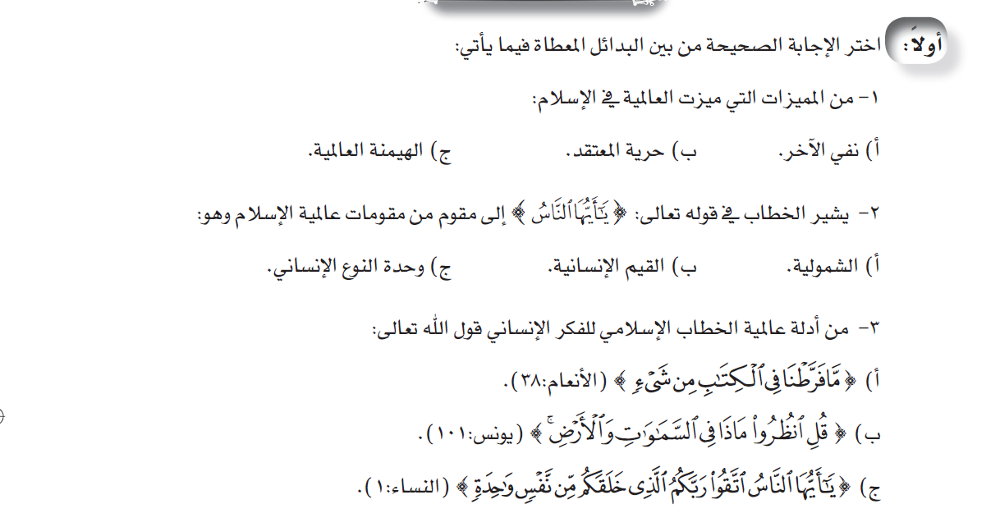 أولاً: اختر الإجابة الصحيحة من بين البدائل المعطاة فيما يأتي:
١- من المميزات التي ميزت العالمية في الإسلام:
أ) نفي الآخر. ب) حرية المعتقد. ج) الهيمنة العالمية.
٢- يشير الخطاب في قوله تعالى: ﴿يَٰٓأَيُّهَا ٱلنَّاسُ﴾ إلى مقوم من مقومات عالمية الإسلام وهو:
أ) الشمولية. ب) القيم الإنسانية. ج) وحدة النوع الإنساني.
٣- من أدلة عالمية الخطاب الإسلامي للفكر الإنساني قول الله تعالى:
أ) ﴿مَّا فَرَّطْنَا فِى ٱلْكِتَٰبِ مِن شَىْءٍ﴾ (الأنعام:٣٨).
ب) ﴿قُلِ ٱنظُرُوا۟ مَاذَا فِى ٱلسَّمَٰوَٰتِ وَٱلْأَرْضِ ۚ﴾ (يونس:١٠١).
ج) ﴿يَٰٓأَيُّهَا ٱلنَّاسُ ٱتَّقُوا۟ رَبَّكُمُ ٱلَّذِى خَلَقَكُم مِّن نَّفْسٍ وَٰحِدَةٍ﴾ (النساء:١).